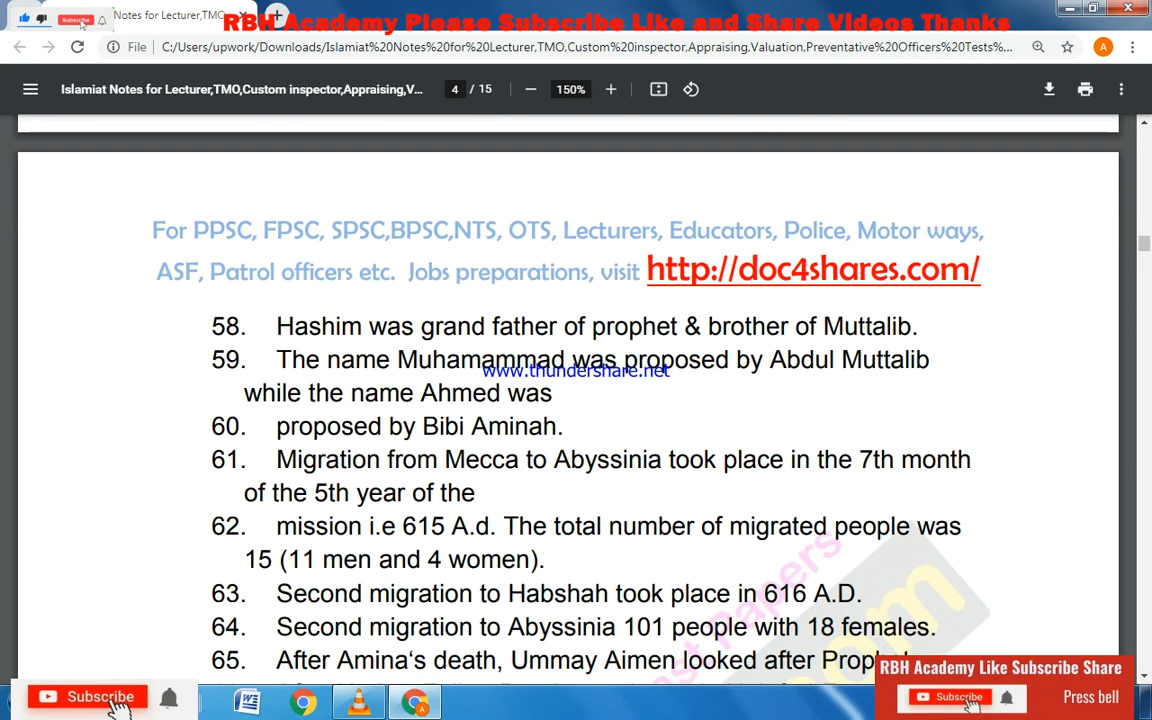 RBH Academy Please Subscribe Like and Share Videos Thanks
Subscribe
Notes for Lecturer,TMO,
File C:/Users/upwork/Downloads/Islamiat%20Notes%20for%20Lecturer,TMO,Custom%20inspector,Appraising,Valuation,Preventative%20Officers%20Tests%...
A
Islamiat Notes for Lecturer,TMO,Custom inspector,Appraising,V... 4 / 15 150%
For PPSC, FPSC, SPSC,BPSC,NTS, OTS, Lecturers, Educators, Police, Motor ways,
ASF, Patrol officers etc. Jobs preparations, visit http://doc4shares.com/
58. Hashim was grand father of prophet & brother of Muttalib.
59. The name Muhamammad was proposed by Abdul Muttalib
www.thundershare.net
while the name Ahmed was
60. proposed by Bibi Aminah.
61. Migration from Mecca to Abyssinia took place in the 7th month
of the 5th year of the
62. mission i.e 615 A.d. The total number of migrated people was
15 (11 men and 4 women).
63. Second migration to Habshah took place in 616 A.D.
64. Second migration to Abyssinia 101 people with 18 females.
65. After Amina‘s death, Ummay Aimen looked after
Papers
com
RBH Academy Like Subscribe Share
Subscribe
Press bell
Subscribe
W
A